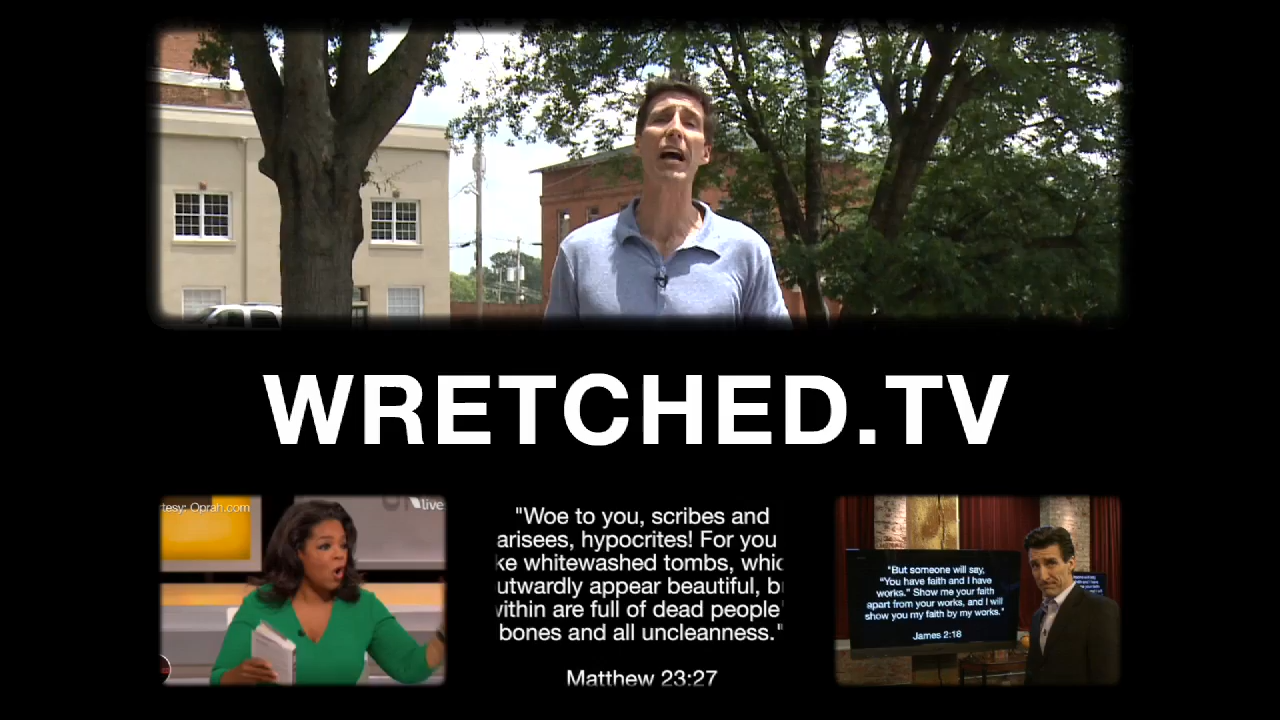 WRETCHED.TV
tesy: Oprah.com
live
"Woe to you, scribes and
arisees, hypocrites! For you
ke whitewashed tombs, whic
utwardly appear beautiful, b
ithin are full of dead people'
bones and all uncleanness."
Matthew 23:27
"But someone will say,
"You have faith and I have
works." Show me your faith
apart from your works, and I will
show you my faith by my works."
James 2:18